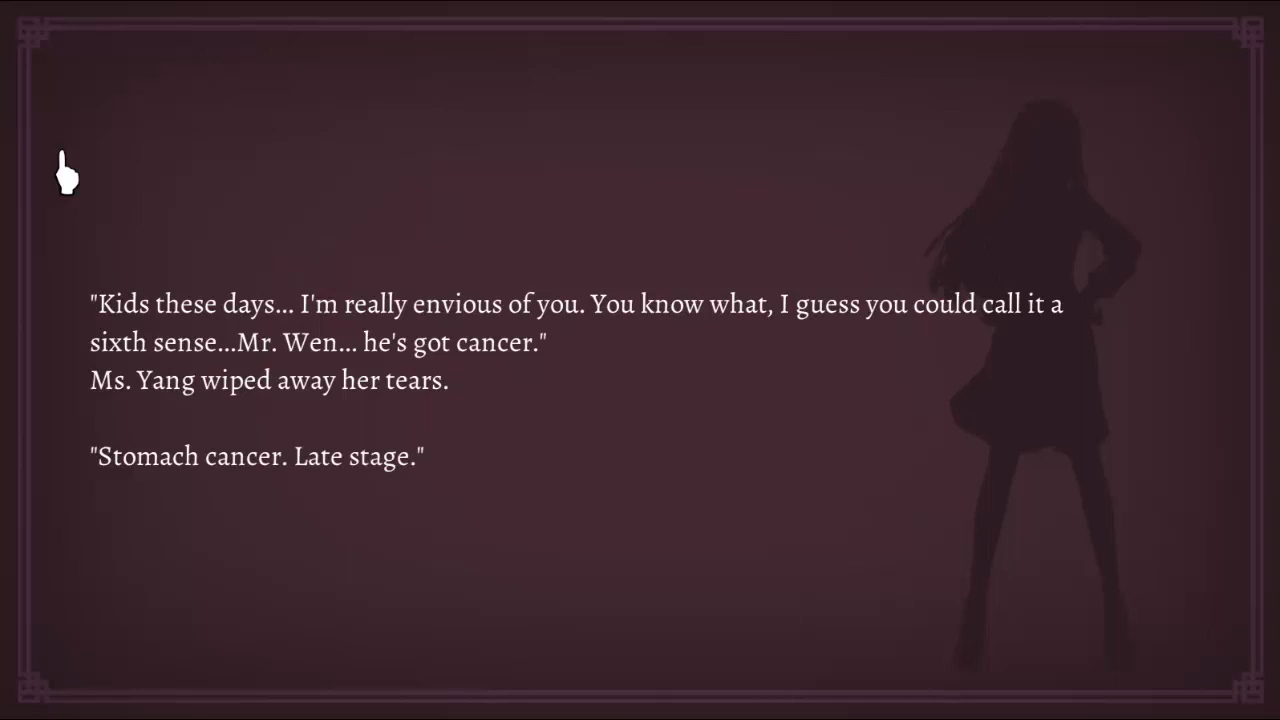 "Kids these days... I'm really envious of you. You know what, I guess you could call it a
sixth sense...Mr. Wen... he's got cancer."
Ms. Yang wiped away her tears.
"Stomach cancer. Late stage."